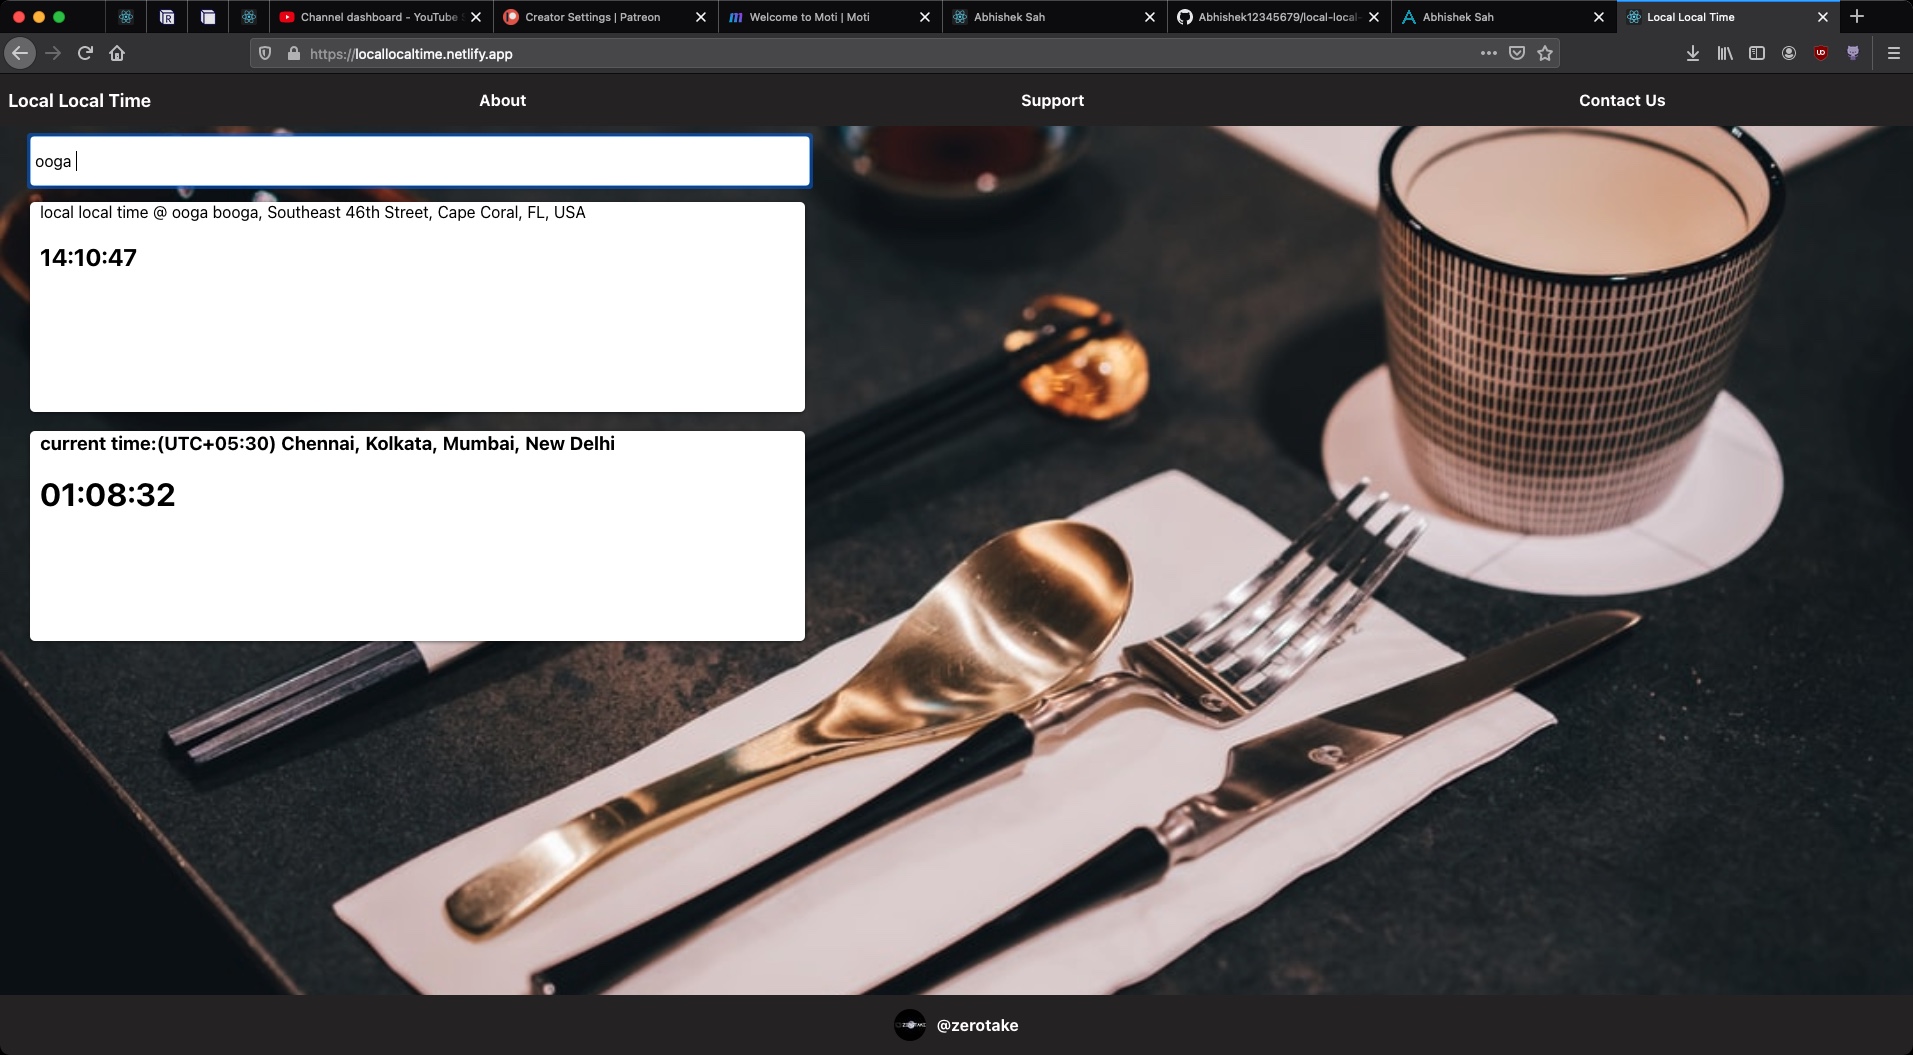 Channel dashboard - YouTube
Creator Settings | Patreon
Welcome to Moti | Moti
Abhishek Sah
Abhishek12345679/local-local-
Abhishek Sah
Local Local Time
https://locallocaltime.netlify.app
Local Local Time
About
Support
Contact Us
ooga
local local time @ ooga booga, Southeast 46th Street, Cape Coral, FL, USA
14:10:47
current time:(UTC+05:30) Chennai, Kolkata, Mumbai, New Delhi
01:08:32
@zerotake